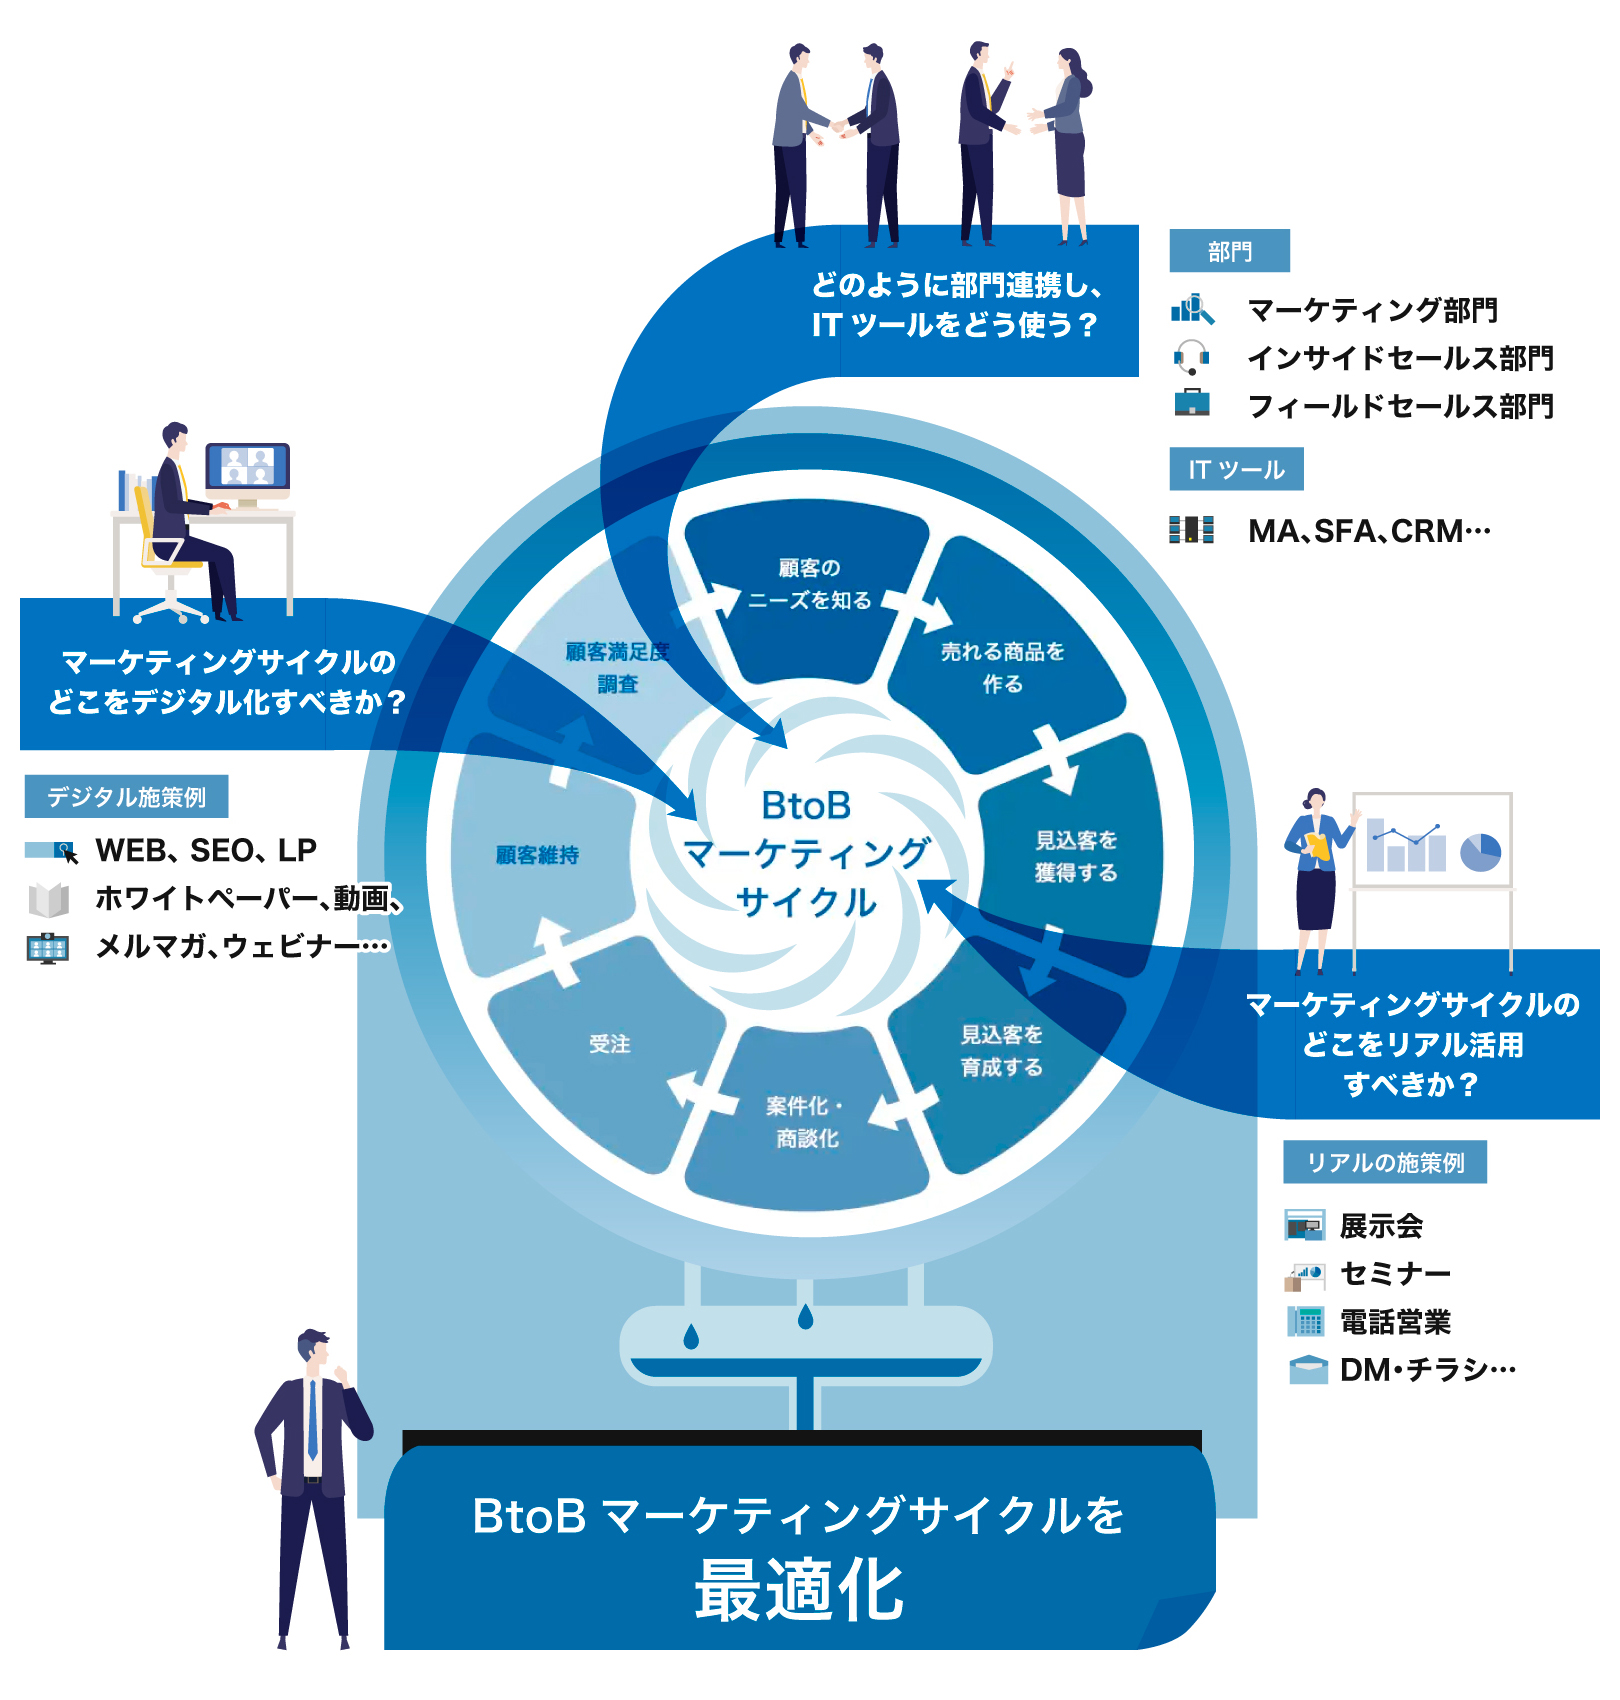 どのように部門連携し、
IT ツールをどう使う？
部門
マーケティング部門
インサイドセールス部門
フィールドセールス部門
IT ツール
MA、SFA、CRM…
マーケティングサイクルの
どこをデジタル化すべきか？
デジタル施策例
WEB、SEO、LP
ホワイトペーパー、動画、
メルマガ、ウェビナー…
顧客の
ニーズを知る
売れる商品を
作る
見込客を
獲得する
見込客を
育成する
案件化・
商談化
受注
顧客維持
顧客満足度
調査
BtoB
マーケティング
サイクル
マーケティングサイクルの
どこをリアル活用
すべきか？
リアルの施策例
展示会
セミナー
電話営業
DM・チラシ…
BtoB マーケティングサイクルを
最適化